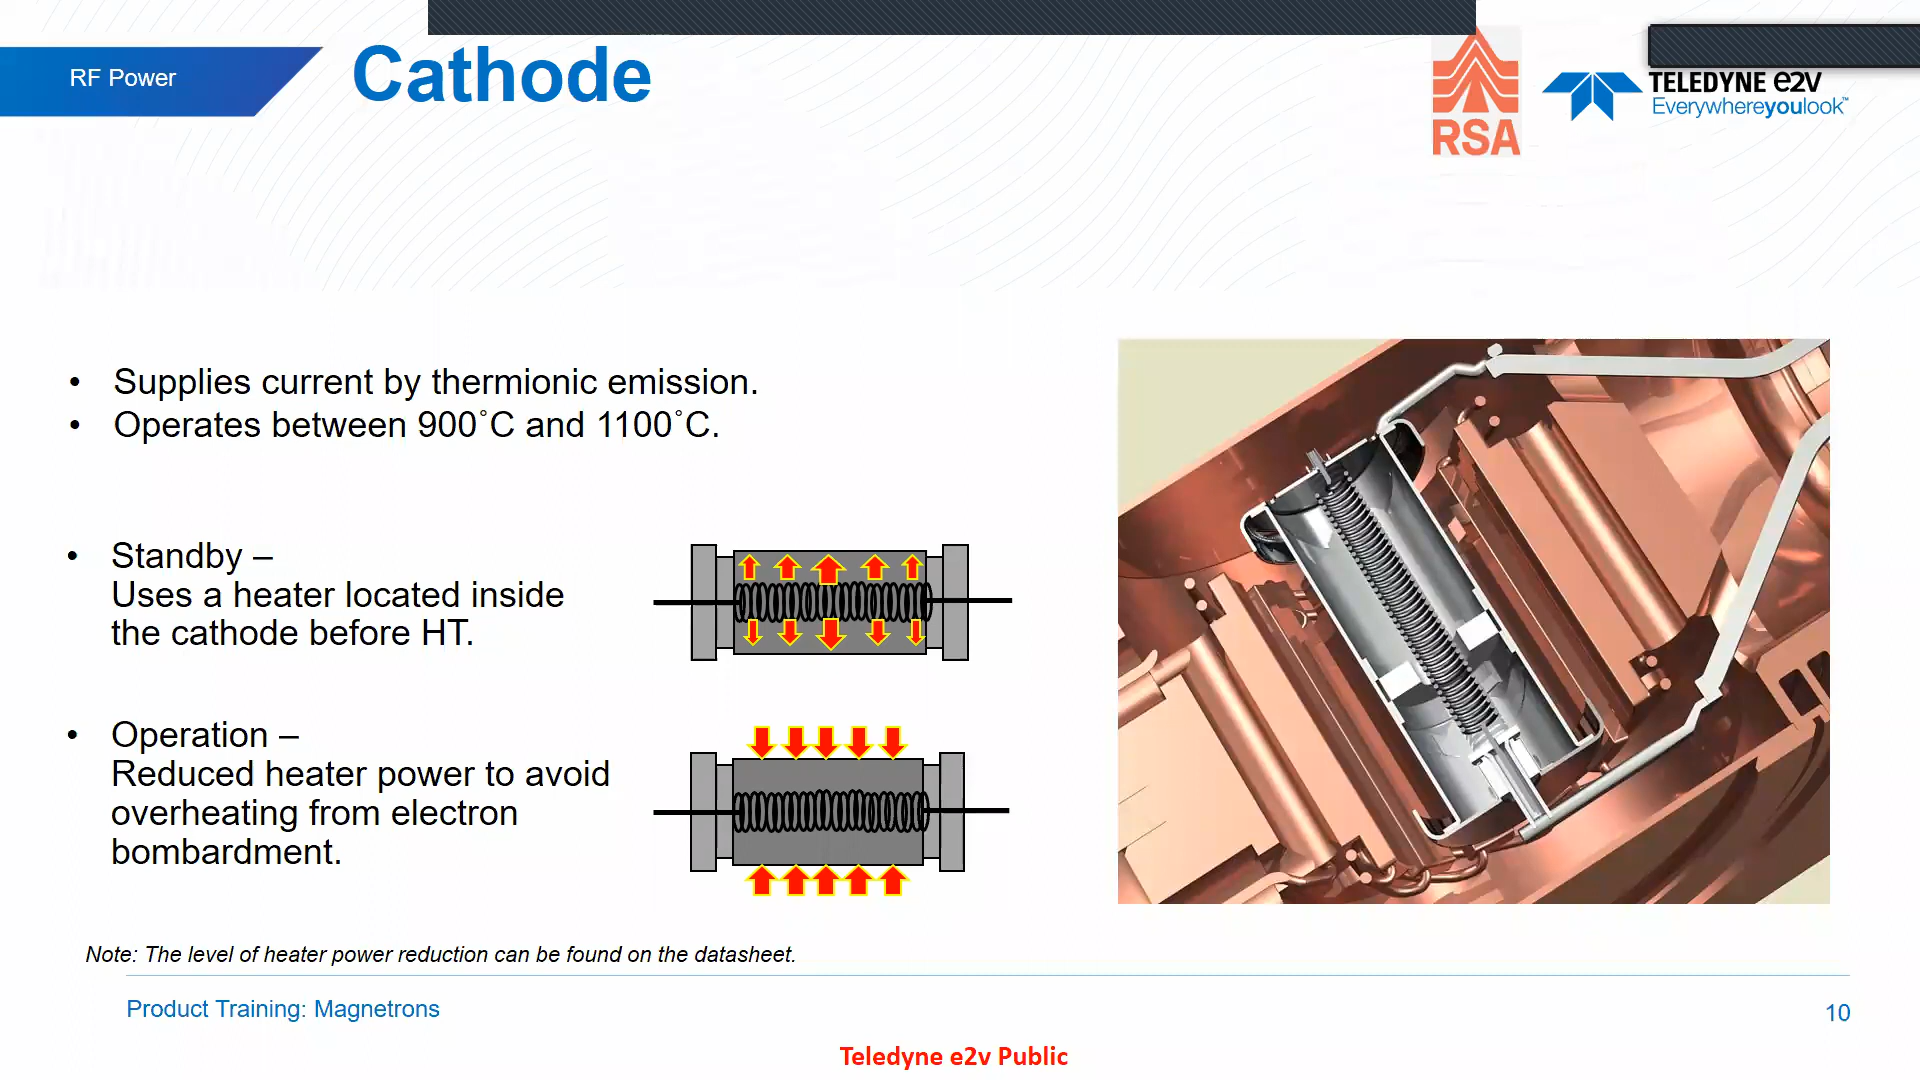 RF Power
Cathode
RSA
TELEDYNE e2v
Everywhereyoulook™
• Supplies current by thermionic emission.
• Operates between 900˚C and 1100˚C.
• Standby –
Uses a heater located inside
the cathode before HT.
• Operation –
Reduced heater power to avoid
overheating from electron
bombardment.
Note: The level of heater power reduction can be found on the datasheet.
Product Training: Magnetrons
10
Teledyne e2v Public